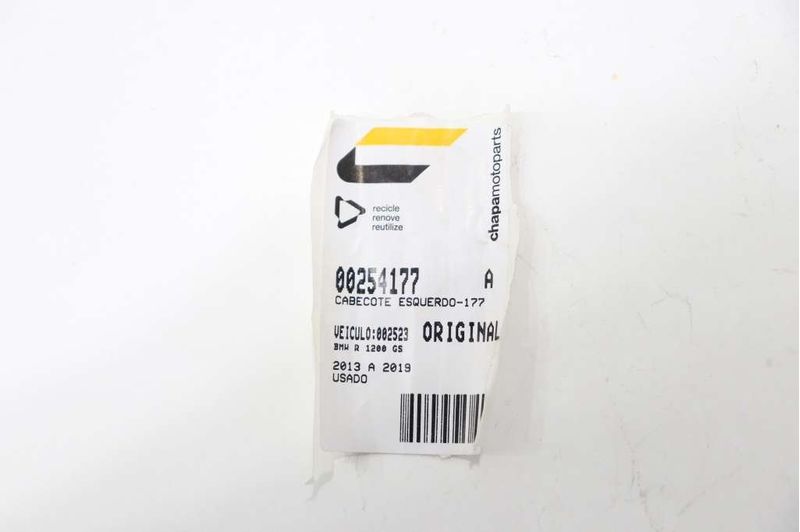 chapamotoparts
recicle
renove
reutilize
00254177 A
CABECOTE ESQUERDO-177
VEICULO:002523 ORIGINAL
BMW R 1200 GS
2013 A 2019
USADO